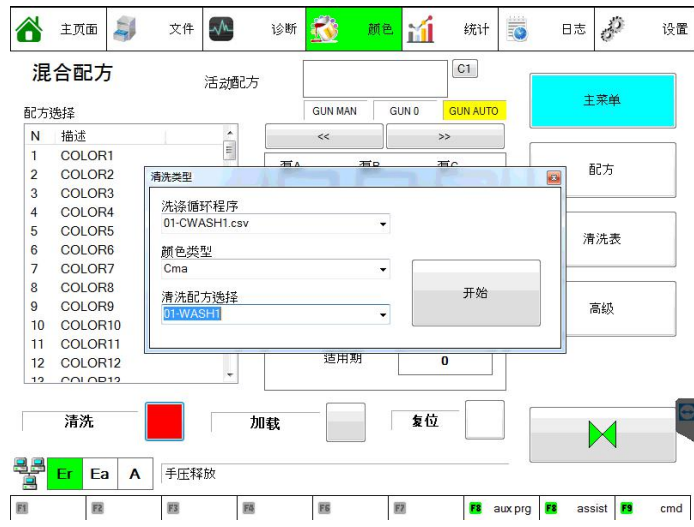 主页面 文件 诊断 颜色 统计 日志 设置
混合配方
活动配方
C1
主菜单
GUN MAN GUN 0 GUN AUTO
配方选择
N 描述
<< >>
1 COLOR1
2 COLOR2
配方
清洗类型
3 COLOR3
洗涤循环程序
4 COLOR4
01-CWASH1.csv
5 COLOR5
清洗表
6 COLOR6
颜色类型
7 COLOR7
Cma
8 COLOR8
清洗配方选择
开始
9 COLOR9
01-WASH1
高级
10 COLOR10
11 COLOR11
12 COLOR12
适用期 0
13 COLOR13
清洗 加载 复位
Er Ea A 手压释放
F1 F2 F3 F4 F6 F7 F8 aux prg F8 assist F9 cmd